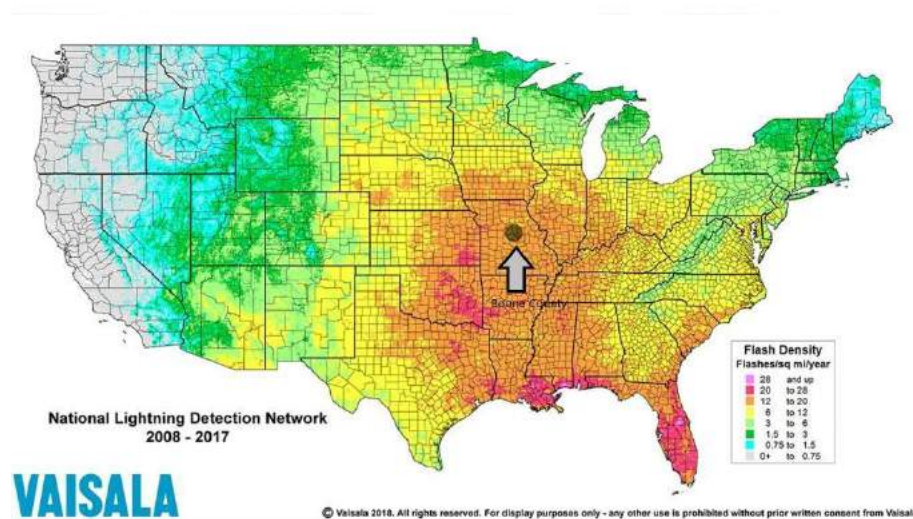 Boone County
Flash Density
Flashes/sq mi/year
28 and up
20 to 28
12 to 20
6 to 12
3 to 6
1.5 to 3
0.75 to 1.5
0+ to 0.75
National Lightning Detection Network
2008 - 2017
VAISALA
© Vaisala 2018. All rights reserved. For display purposes only - any other use is prohibited without prior written consent from Vaisal